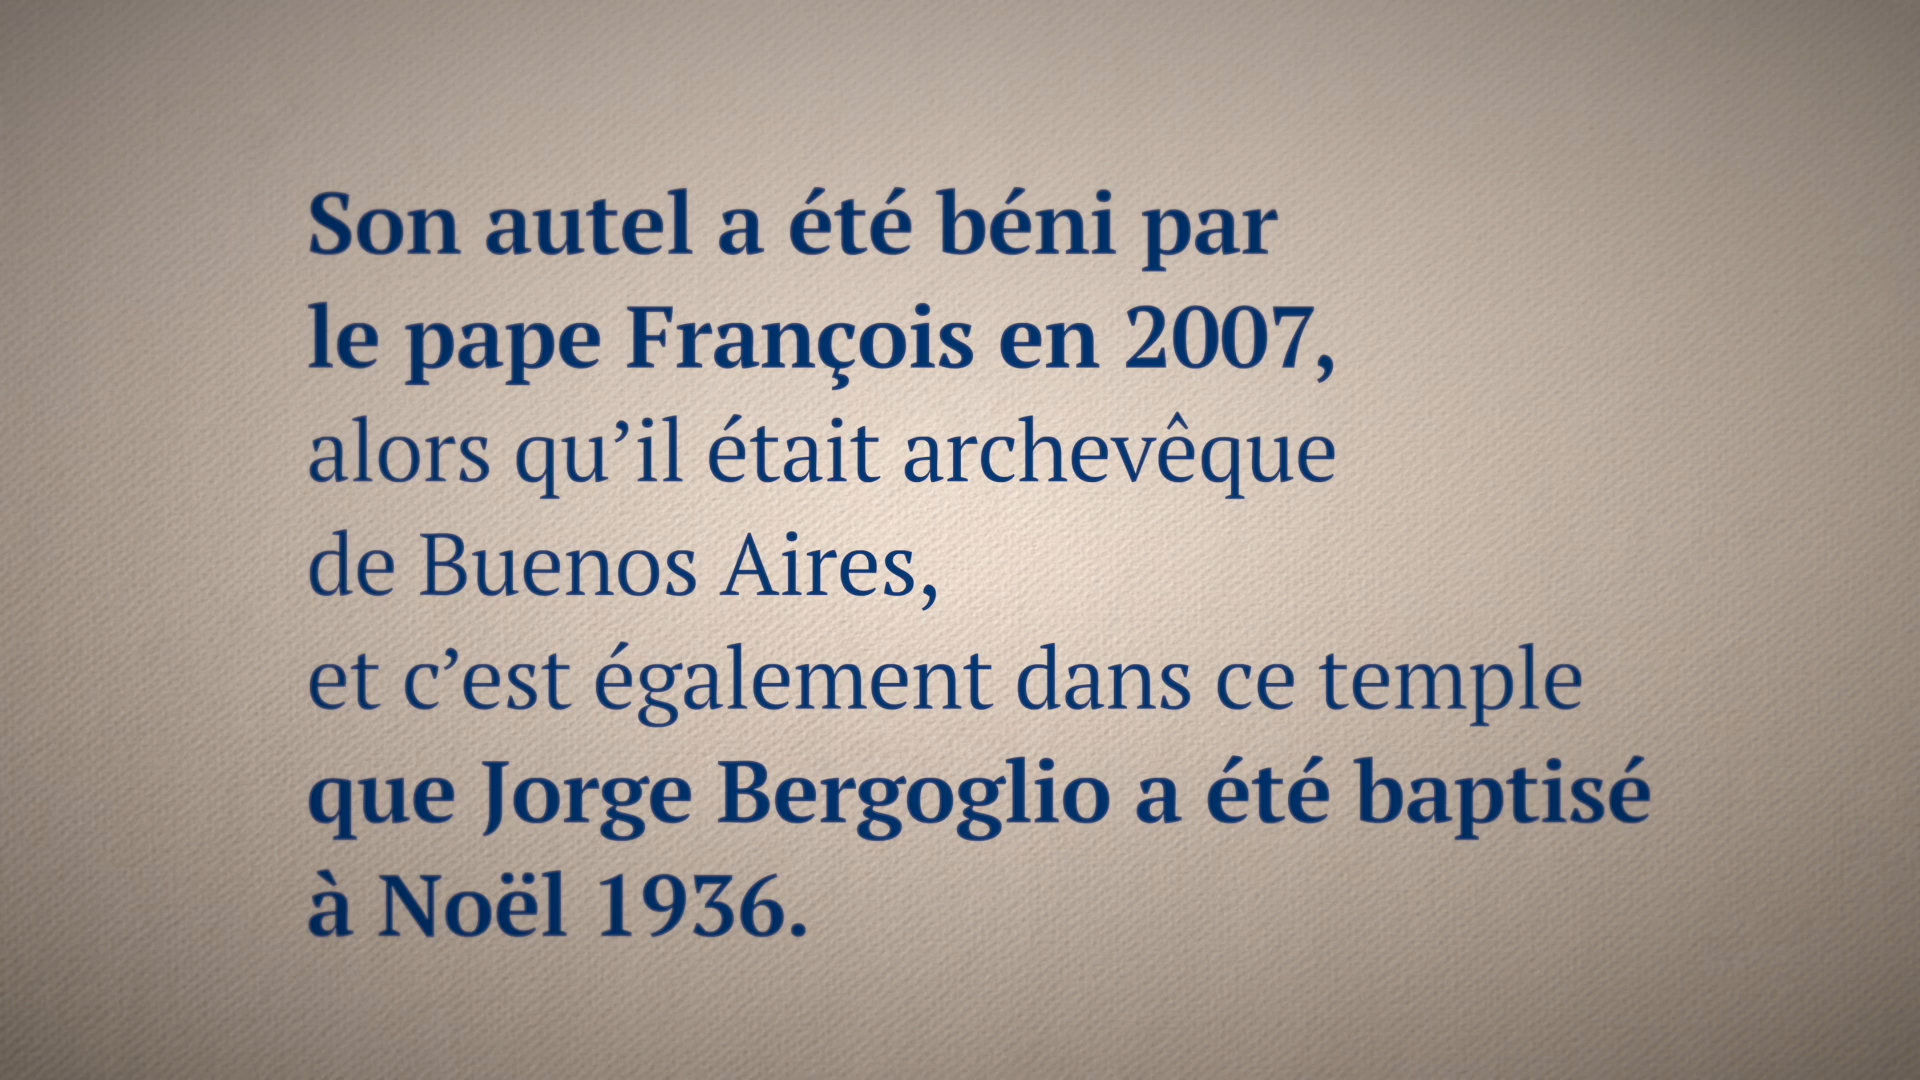 Son autel a été béni par
le pape François en 2007,
alors qu’il était archevêque
de Buenos Aires,
et c’est également dans ce temple
que Jorge Bergoglio a été baptisé
à Noël 1936.